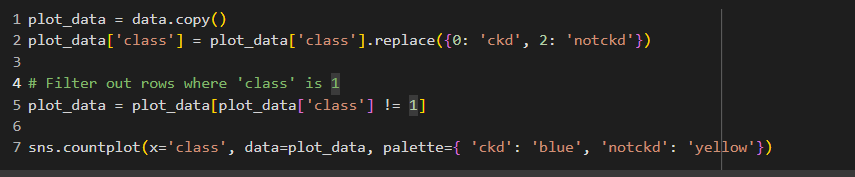 1 plot_data = data.copy()
2 plot_data['class'] = plot_data['class'].replace({0: 'ckd', 2: 'notckd'})
3
4 # Filter out rows where 'class' is 1
5 plot_data = plot_data[plot_data['class'] != 1]
6
7 sns.countplot(x='class', data=plot_data, palette={ 'ckd': 'blue', 'notckd': 'yellow'})